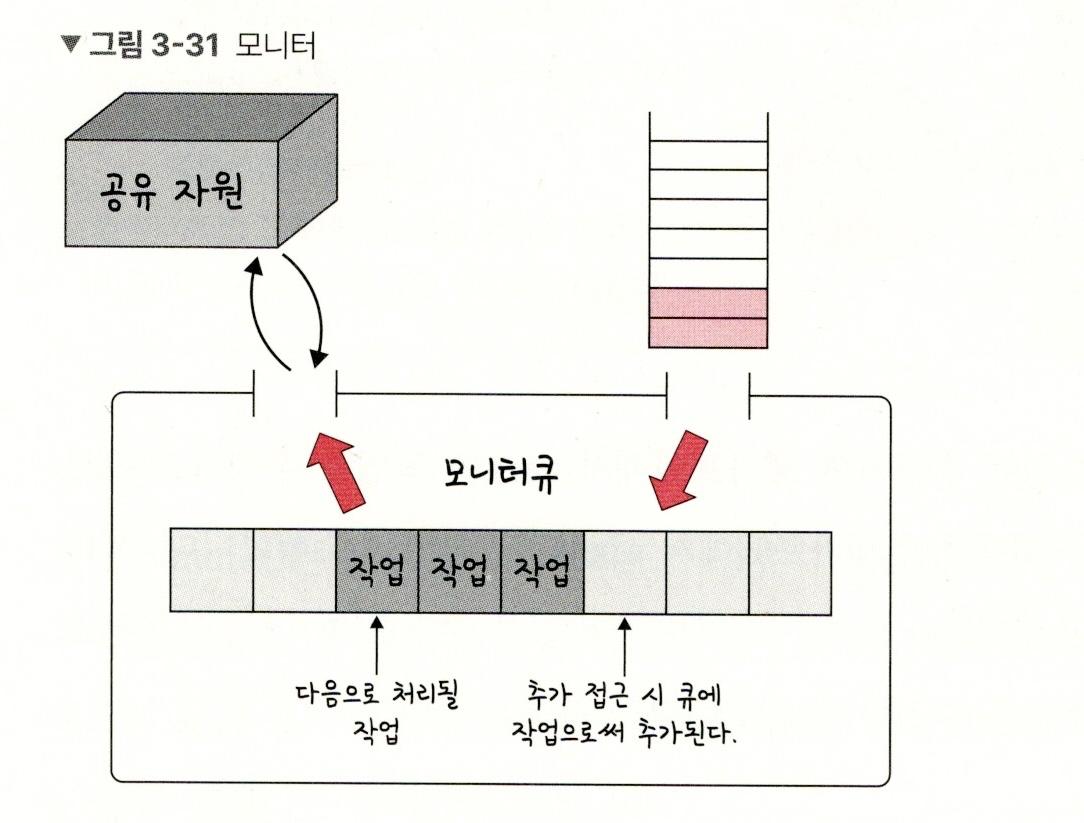 ▼ 그림 3-31 모니터
공유 자원
모니터큐
작업 작업 작업
다음으로 처리될
작업
추가 접근 시 큐에
작업으로써 추가된다.